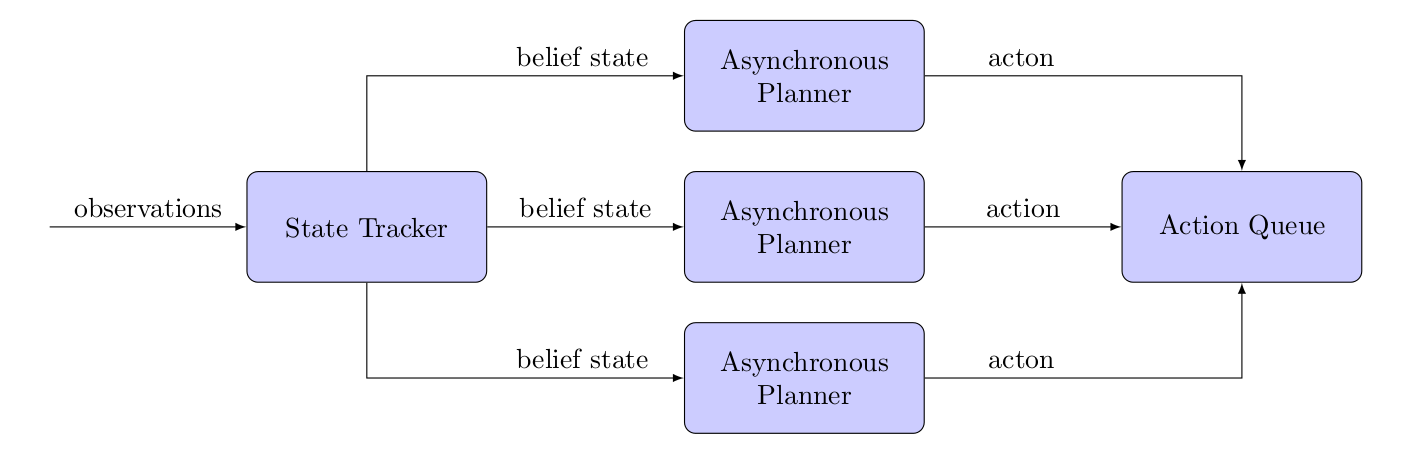 belief state
Asynchronous
Planner
acton
observations
State Tracker
belief state
Asynchronous
Planner
action
Action Queue
belief state
Asynchronous
Planner
acton